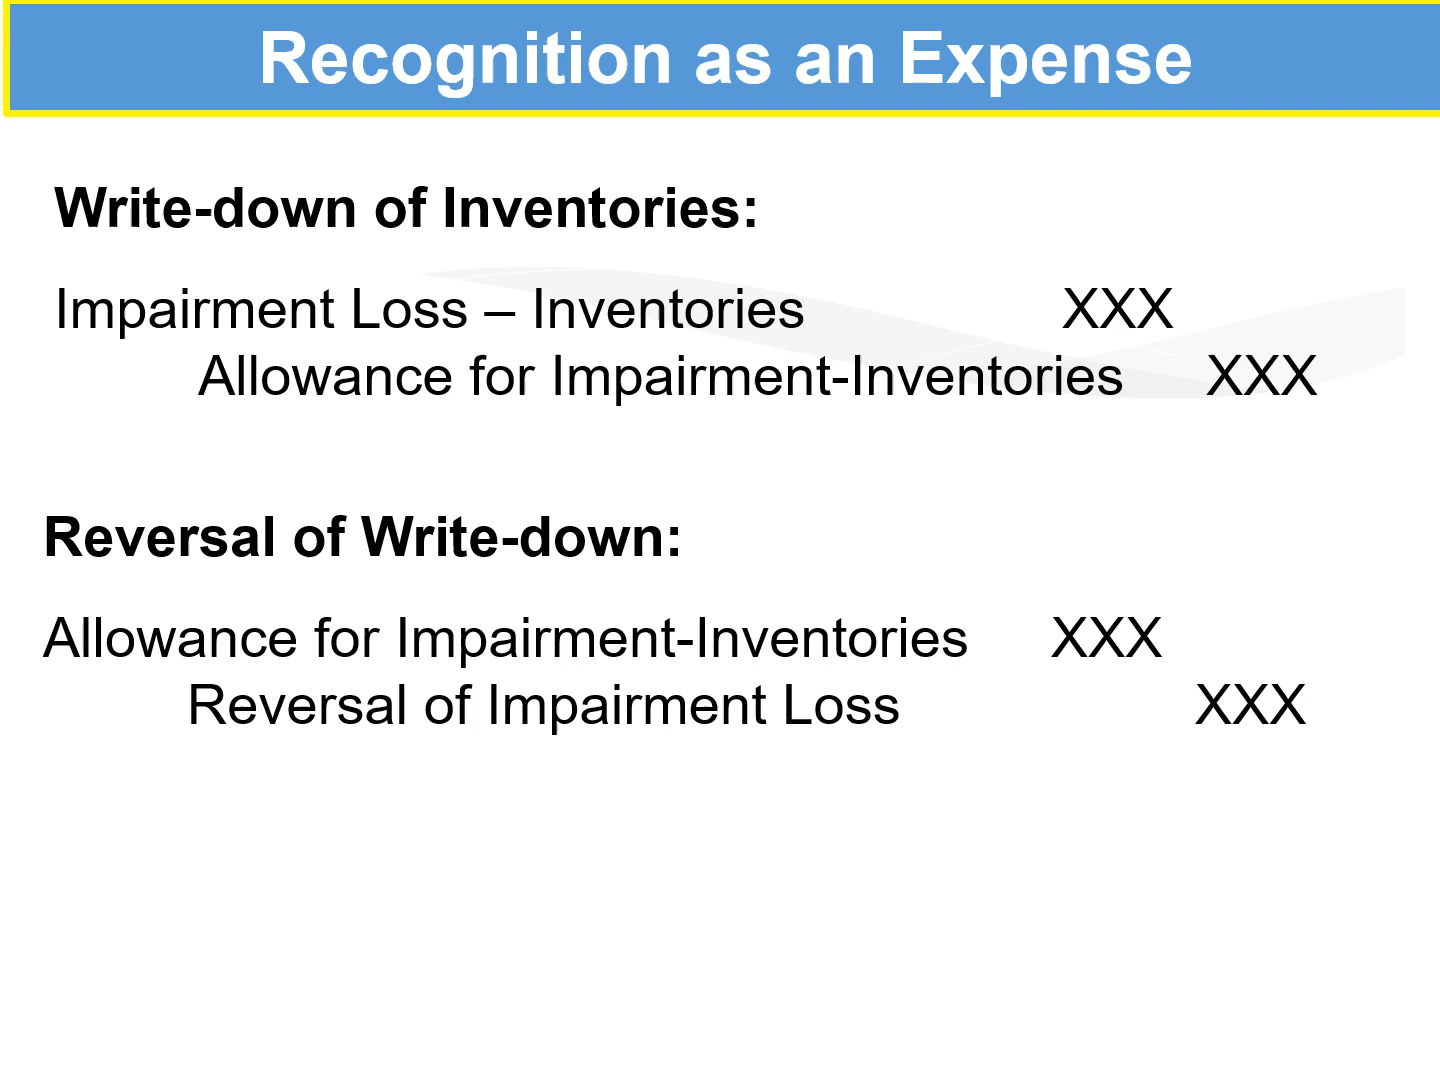 Recognition as an Expense
Write-down of Inventories:
Impairment Loss – Inventories XXX
Allowance for Impairment-Inventories XXX
Reversal of Write-down:
Allowance for Impairment-Inventories XXX
Reversal of Impairment Loss XXX